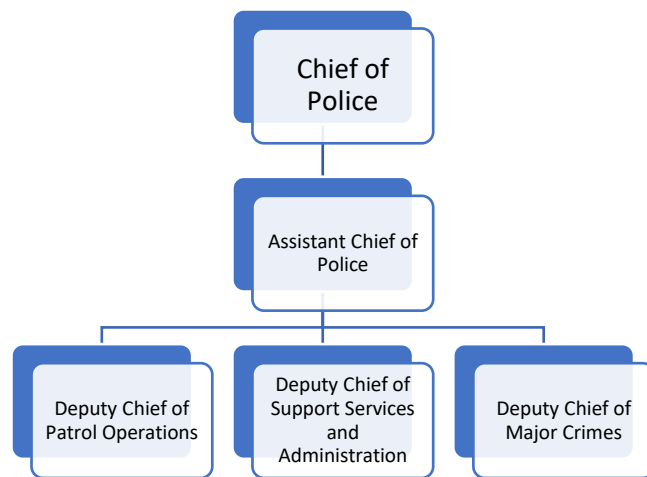 Chief of
Police
Assistant Chief of
Police
Deputy Chief of
Patrol Operations
Deputy Chief of
Support Services
and
Administration
Deputy Chief of
Major Crimes